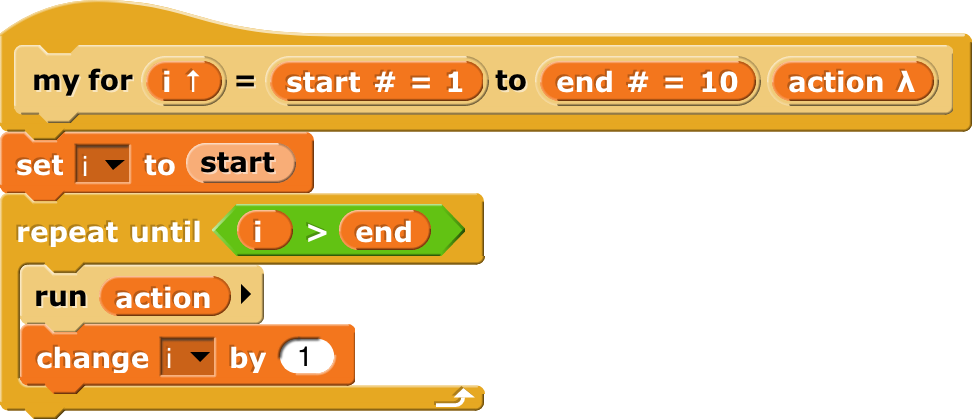 my for i ↑ = start # = 1 to end # = 10 action λ
set i to start
repeat until i > end
run action
change i by 1